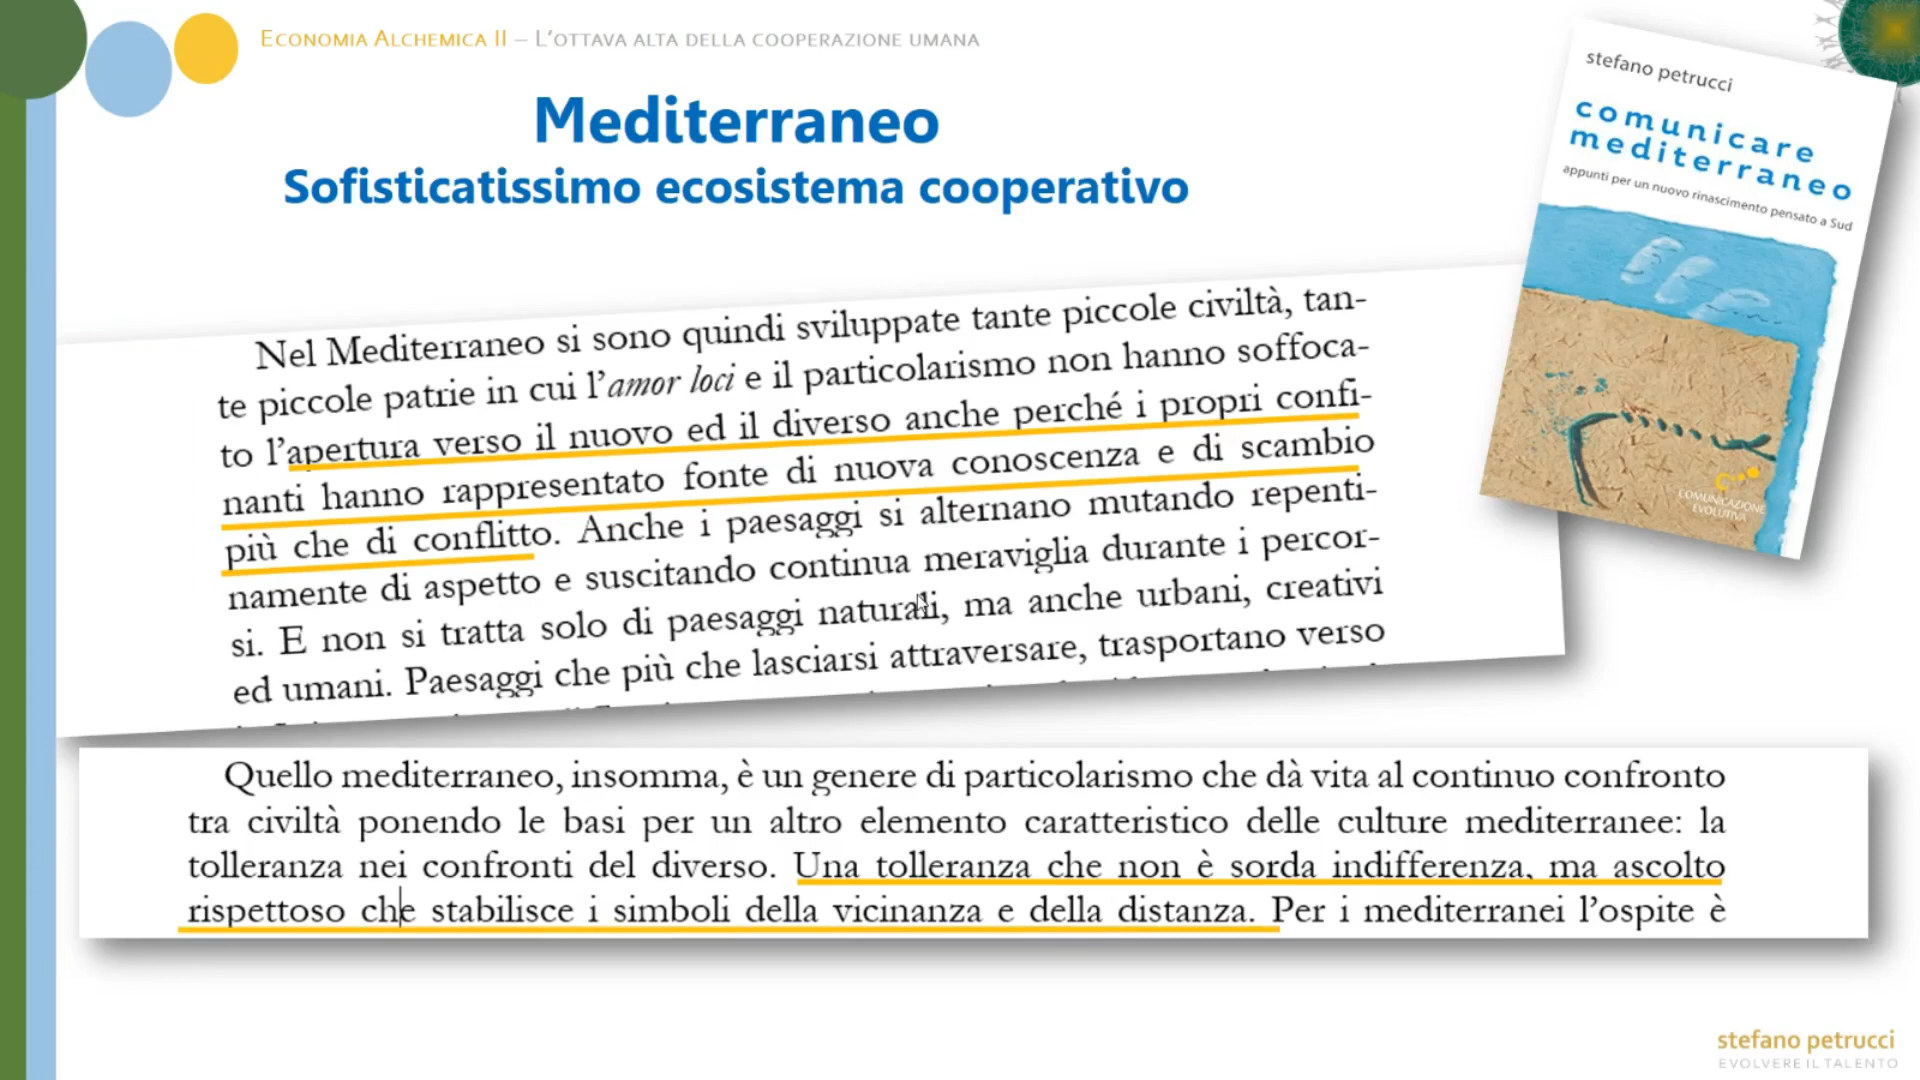 ECONOMIA ALCHEMICA II – L'OTTAVA ALTA DELLA COOPERAZIONE UMANA
Mediterraneo
Sofisticatissimo ecosistema cooperativo
stefano petrucci
comunicare
mediterraneo
appunti per un nuovo rinascimento pensato a Sud
COMUNICAZIONE
EVOLUTIVA
Nel Mediterraneo si sono quindi sviluppate tante piccole civiltà, tan-
te piccole patrie in cui l'amor loci e il particolarismo non hanno soffoca-
to l'apertura verso il nuovo ed il diverso anche perché i propri confi-
nanti hanno rappresentato fonte di nuova conoscenza e di scambio
più che di conflitto. Anche i paesaggi si alternano mutando repenti-
namente di aspetto e suscitando continua meraviglia durante i percor-
si. E non si tratta solo di paesaggi naturali, ma anche urbani, creativi
ed umani. Paesaggi che più che lasciarsi attraversare, trasportano verso
Quello mediterraneo, insomma, è un genere di particolarismo che dà vita al continuo confronto
tra civiltà ponendo le basi per un altro elemento caratteristico delle culture mediterranee: la
tolleranza nei confronti del diverso. Una tolleranza che non è sorda indifferenza, ma ascolto
rispettoso che stabilisce i simboli della vicinanza e della distanza. Per i mediterranei l'ospite è
stefano petrucci
EVOLVERE IL TALENTO